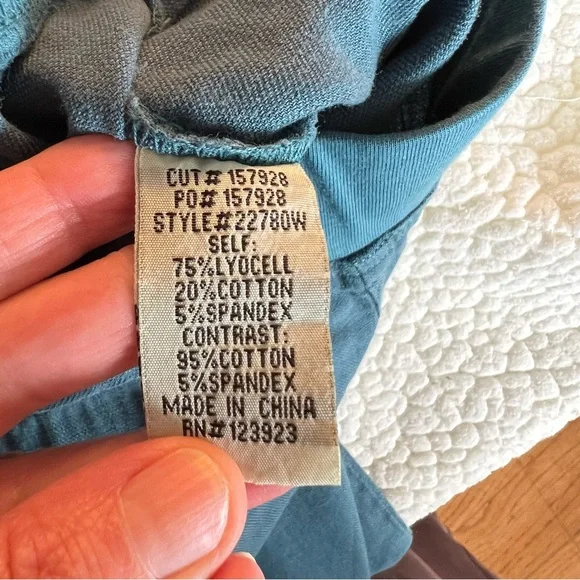 CUT# 157928
PO# 157928
STYLE#22780W
SELF:
75%LYOCELL
20%COTTON
5%SPANDEX
CONTRAST:
95%COTTON
5%SPANDEX
MADE IN CHINA
RN#123923